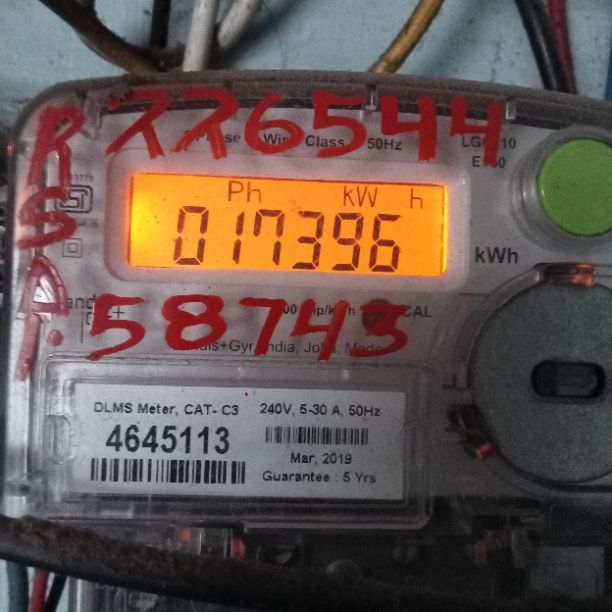 RSA.
776544
Class 50Hz
Ph kW h
017396
kWh
58743
CAL
DLMS Meter, CAT- C3 240V, 5-30 A, 50Hz
4645113
Mar, 2019
Guarantee : 5 Yrs